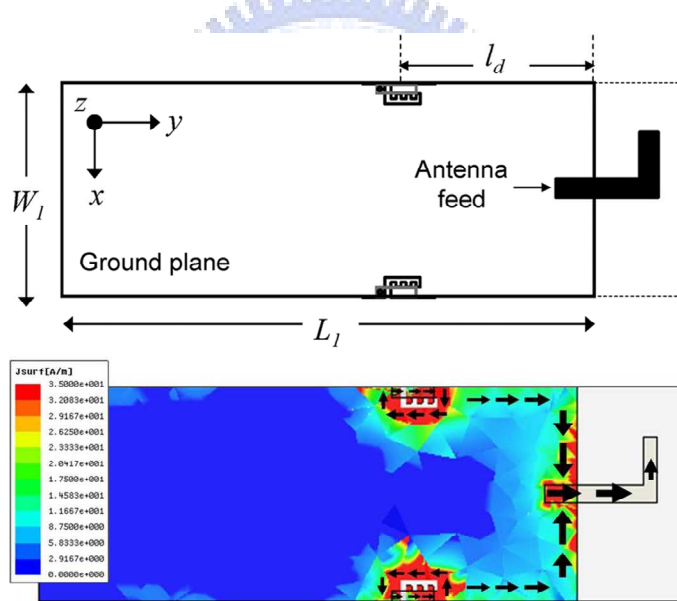 l_d
z
y
x
W_1
Antenna
feed
Ground plane
L_1
Jsurf[A/m]
3.5000e+001
3.2083e+001
2.9167e+001
2.6250e+001
2.3333e+001
2.0417e+001
1.7500e+001
1.4583e+001
1.1667e+001
8.7500e+000
5.8333e+000
2.9167e+000
0.0000e+000